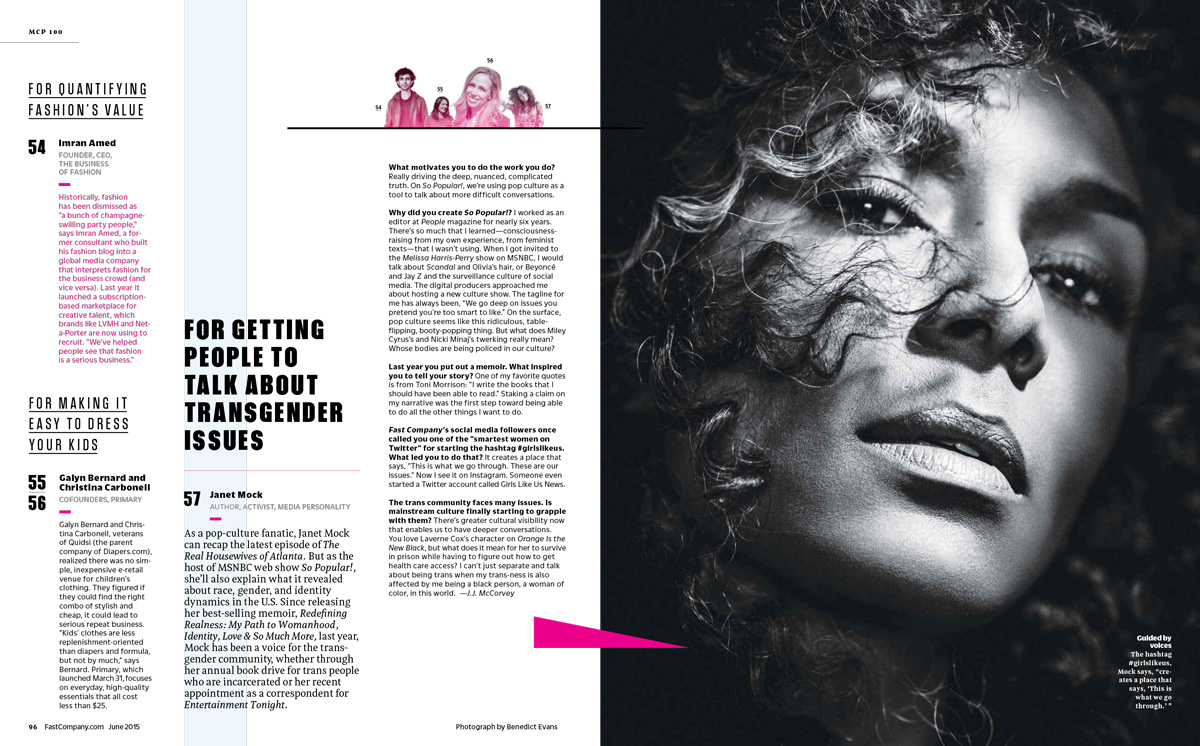 MCP 100
FOR QUANTIFYING
FASHION'S VALUE
54
Imran Amed
FOUNDER, CEO,
THE BUSINESS
OF FASHION
Historically, fashion
has been dismissed as
"a bunch of champagne-
swilling party people,"
says Imran Amed, a for-
mer consultant who built
his fashion blog into a
global media company
that interprets fashion for
the business crowd (and
vice versa). Last year it
launched a subscription-
based marketplace for
creative talent, which
brands like LVMH and Net-
a-Porter are now using to
recruit. "We've helped
people see that fashion
is a serious business."
FOR MAKING IT
EASY TO DRESS
YOUR KIDS
55
56
Galyn Bernard and
Christina Carbonell
COFOUNDERS, PRIMARY
Galyn Bernard and Chris-
tina Carbonell, veterans
of Quidsi (the parent
company of Diapers.com),
realized there was no sim-
ple, inexpensive e-retail
venue for children's
clothing. They figured if
they could find the right
combo of stylish and
cheap, it could lead to
serious repeat business.
"Kids' clothes are less
replenishment-oriented
than diapers and formula,
but not by much," says
Bernard. Primary, which
launched March 31, focuses
on everyday, high-quality
essentials that all cost
less than $25.
96 FastCompany.com June 2015
FOR GETTING
PEOPLE TO
TALK ABOUT
TRANSGENDER
ISSUES
57
Janet Mock
AUTHOR, ACTIVIST, MEDIA PERSONALITY
As a pop-culture fanatic, Janet Mock
can recap the latest episode of The
Real Housewives of Atlanta. But as the
host of MSNBC web show So Popular!,
she'll also explain what it revealed
about race, gender, and identity
dynamics in the U.S. Since releasing
her best-selling memoir, Redefining
Realness: My Path to Womanhood,
Identity, Love & So Much More, last year,
Mock has been a voice for the trans-
gender community, whether through
her annual book drive for trans people
who are incarcerated or her recent
appointment as a correspondent for
Entertainment Tonight.
54
55
56
57
What motivates you to do the work you do?
Really driving the deep, nuanced, complicated
truth. On So Popular!, we're using pop culture as a
tool to talk about more difficult conversations.
Why did you create So Popular!? I worked as an
editor at People magazine for nearly six years.
There's so much that I learned—consciousness-
raising from my own experience, from feminist
texts—that I wasn't using. When I got invited to
the Melissa Harris-Perry show on MSNBC, I would
talk about Scandal and Olivia's hair, or Beyoncé
and Jay Z and the surveillance culture of social
media. The digital producers approached me
about hosting a new culture show. The tagline for
me has always been, "We go deep on issues you
pretend you're too smart to like." On the surface,
pop culture seems like this ridiculous, table-
flipping, booty-popping thing. But what does Miley
Cyrus's and Nicki Minaj's twerking really mean?
Whose bodies are being policed in our culture?
Last year you put out a memoir. What inspired
you to tell your story? One of my favorite quotes
is from Toni Morrison: "I write the books that I
should have been able to read." Staking a claim on
my narrative was the first step toward being able
to do all the other things I want to do.
Fast Company's social media followers once
called you one of the "smartest women on
Twitter" for starting the hashtag #girlslikeus.
What led you to do that? It creates a place that
says, "This is what we go through. These are our
issues." Now I see it on Instagram. Someone even
started a Twitter account called Girls Like Us News.
The trans community faces many issues. Is
mainstream culture finally starting to grapple
with them? There's greater cultural visibility now
that enables us to have deeper conversations.
You love Laverne Cox's character on Orange Is the
New Black, but what does it mean for her to survive
in prison while having to figure out how to get
health care access? I can't just separate and talk
about being trans when my trans-ness is also
affected by me being a black person, a woman of
color, in this world. —J.J. McCorvey
Photograph by Benedict Evans
Guided by
voices
The hashtag
#girlslikeus,
Mock says, "cre-
ates a place that
says, 'This is
what we go
through.' "